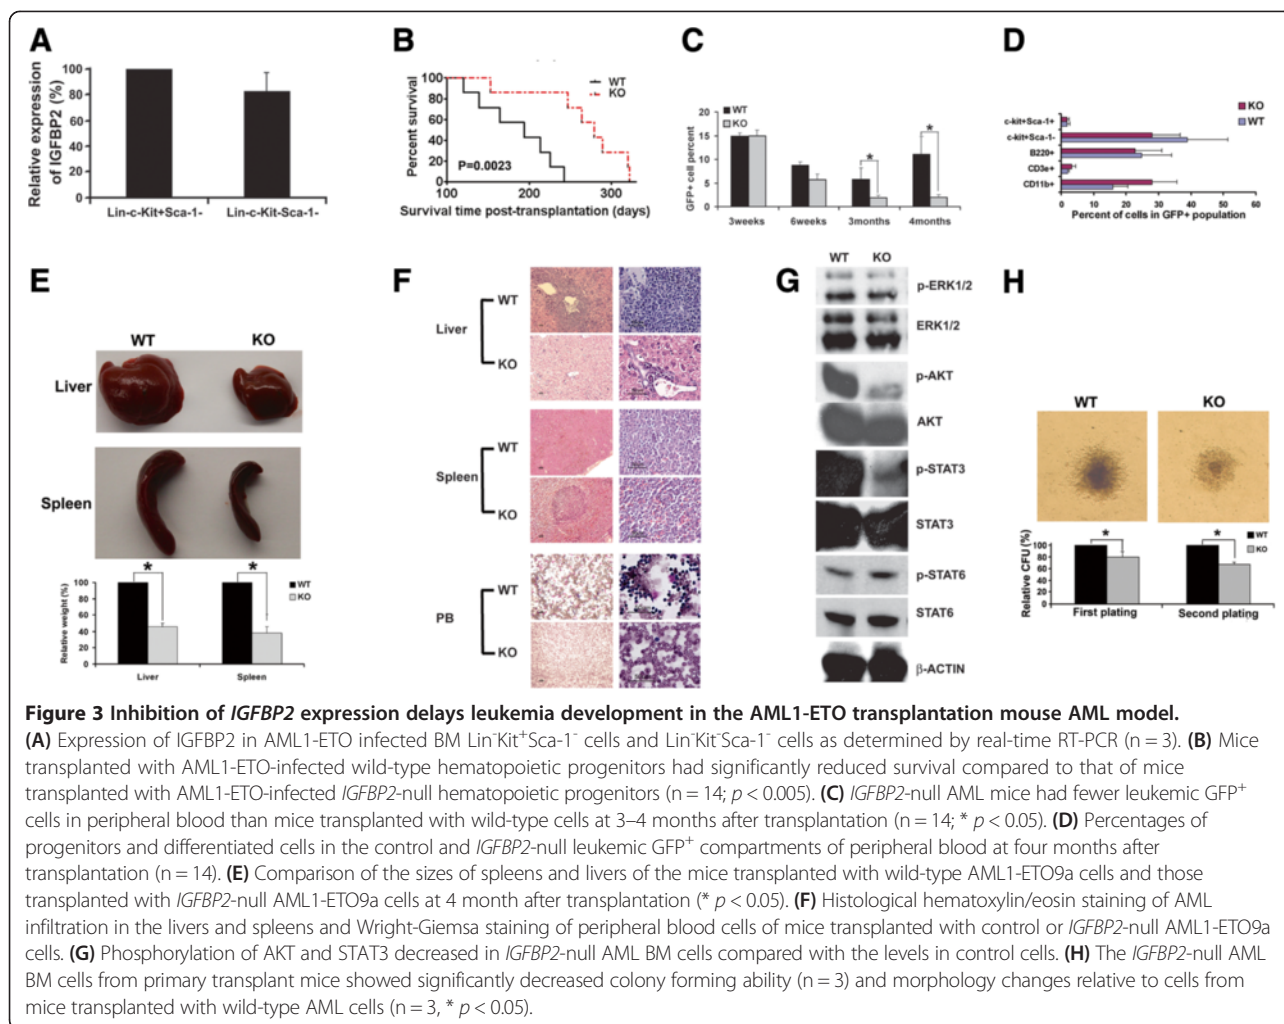 A
Relative expression
of IGFBP2 (%)
100
80
60
40
20
0
Lin-c-Kit+Sca-1-
Lin-c-Kit-Sca-1-
B
Percent survival
100
80
60
40
20
0
WT
KO
P=0.0023
100
200
300
Survival time post-transplantation (days)
C
GFP+ cell percent
20
15
10
5
0
WT
KO
*
*
3weeks
6weeks
3months
4months
D
c-kit+Sca-1+
c-kit+Sca-1-
B220+
CD3e+
CD11b+
KO
WT
0
10
20
30
40
50
60
Percent of cells in GFP+ population
E
WT
KO
Liver
Spleen
Relative weight (%)
100
80
60
40
20
0
*
*
WT
KO
Liver
Spleen
F
Liver
WT
KO
Spleen
WT
KO
PB
WT
KO
G
WT
KO
p-ERK1/2
ERK1/2
p-AKT
AKT
p-STAT3
STAT3
p-STAT6
STAT6
β-ACTIN
H
WT
KO
Relative CFU (%)
100
80
60
40
20
0
*
*
WT
KO
First plating
Second plating
Figure 3 Inhibition of IGFBP2 expression delays leukemia development in the AML1-ETO transplantation mouse AML model.
(A) Expression of IGFBP2 in AML1-ETO infected BM Lin⁻Kit⁺Sca-1⁻ cells and Lin⁻Kit⁻Sca-1⁻ cells as determined by real-time RT-PCR (n = 3). (B) Mice
transplanted with AML1-ETO-infected wild-type hematopoietic progenitors had significantly reduced survival compared to that of mice
transplanted with AML1-ETO-infected IGFBP2-null hematopoietic progenitors (n = 14; p < 0.005). (C) IGFBP2-null AML mice had fewer leukemic GFP⁺
cells in peripheral blood than mice transplanted with wild-type cells at 3–4 months after transplantation (n = 14; * p < 0.05). (D) Percentages of
progenitors and differentiated cells in the control and IGFBP2-null leukemic GFP⁺ compartments of peripheral blood at four months after
transplantation (n = 14). (E) Comparison of the sizes of spleens and livers of the mice transplanted with wild-type AML1-ETO9a cells and those
transplanted with IGFBP2-null AML1-ETO9a cells at 4 month after transplantation (* p < 0.05). (F) Histological hematoxylin/eosin staining of AML
infiltration in the livers and spleens and Wright-Giemsa staining of peripheral blood cells of mice transplanted with control or IGFBP2-null AML1-ETO9a
cells. (G) Phosphorylation of AKT and STAT3 decreased in IGFBP2-null AML BM cells compared with the levels in control cells. (H) The IGFBP2-null AML
BM cells from primary transplant mice showed significantly decreased colony forming ability (n = 3) and morphology changes relative to cells from
mice transplanted with wild-type AML cells (n = 3, * p < 0.05).